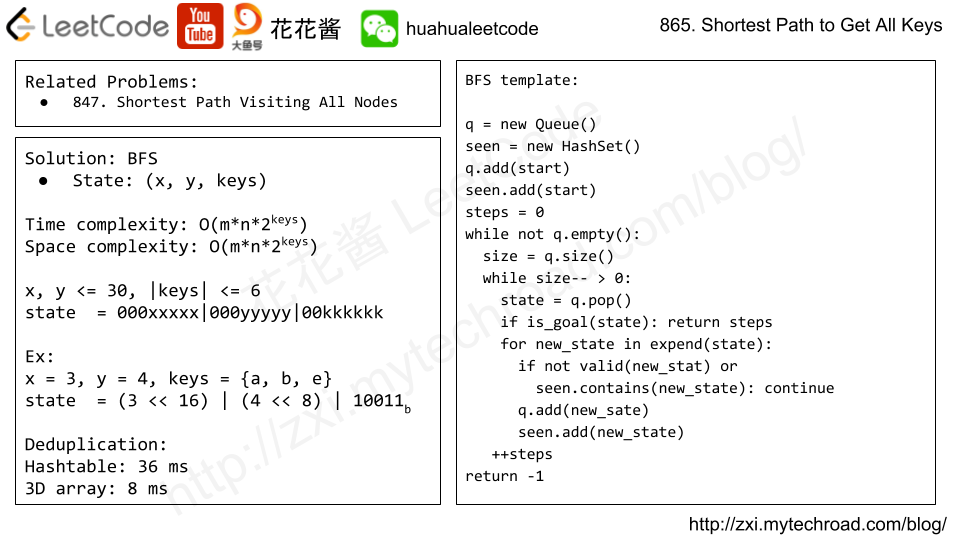 LeetCode
You
Tube
大鱼号
花花酱
huahualeetcode
865. Shortest Path to Get All Keys
Related Problems:
● 847. Shortest Path Visiting All Nodes
Solution: BFS
● State: (x, y, keys)
Time complexity: O(m*n*2^keys)
Space complexity: O(m*n*2^keys)
x, y <= 30, |keys| <= 6
state  = 000xxxxx|000yyyyy|00kkkkkk
Ex:
x = 3, y = 4, keys = {a, b, e}
state  = (3 << 16) | (4 << 8) | 10011_b
Deduplication:
Hashtable: 36 ms
3D array: 8 ms
BFS template:
q = new Queue()
seen = new HashSet()
q.add(start)
seen.add(start)
steps = 0
while not q.empty():
  size = q.size()
  while size-- > 0:
    state = q.pop()
    if is_goal(state): return steps
    for new_state in expend(state):
      if not valid(new_stat) or
        seen.contains(new_state): continue
      q.add(new_sate)
      seen.add(new_state)
   ++steps
return -1
花花酱 LeetCode
http://zxi.mytechroad.com/blog/
http://zxi.mytechroad.com/blog/